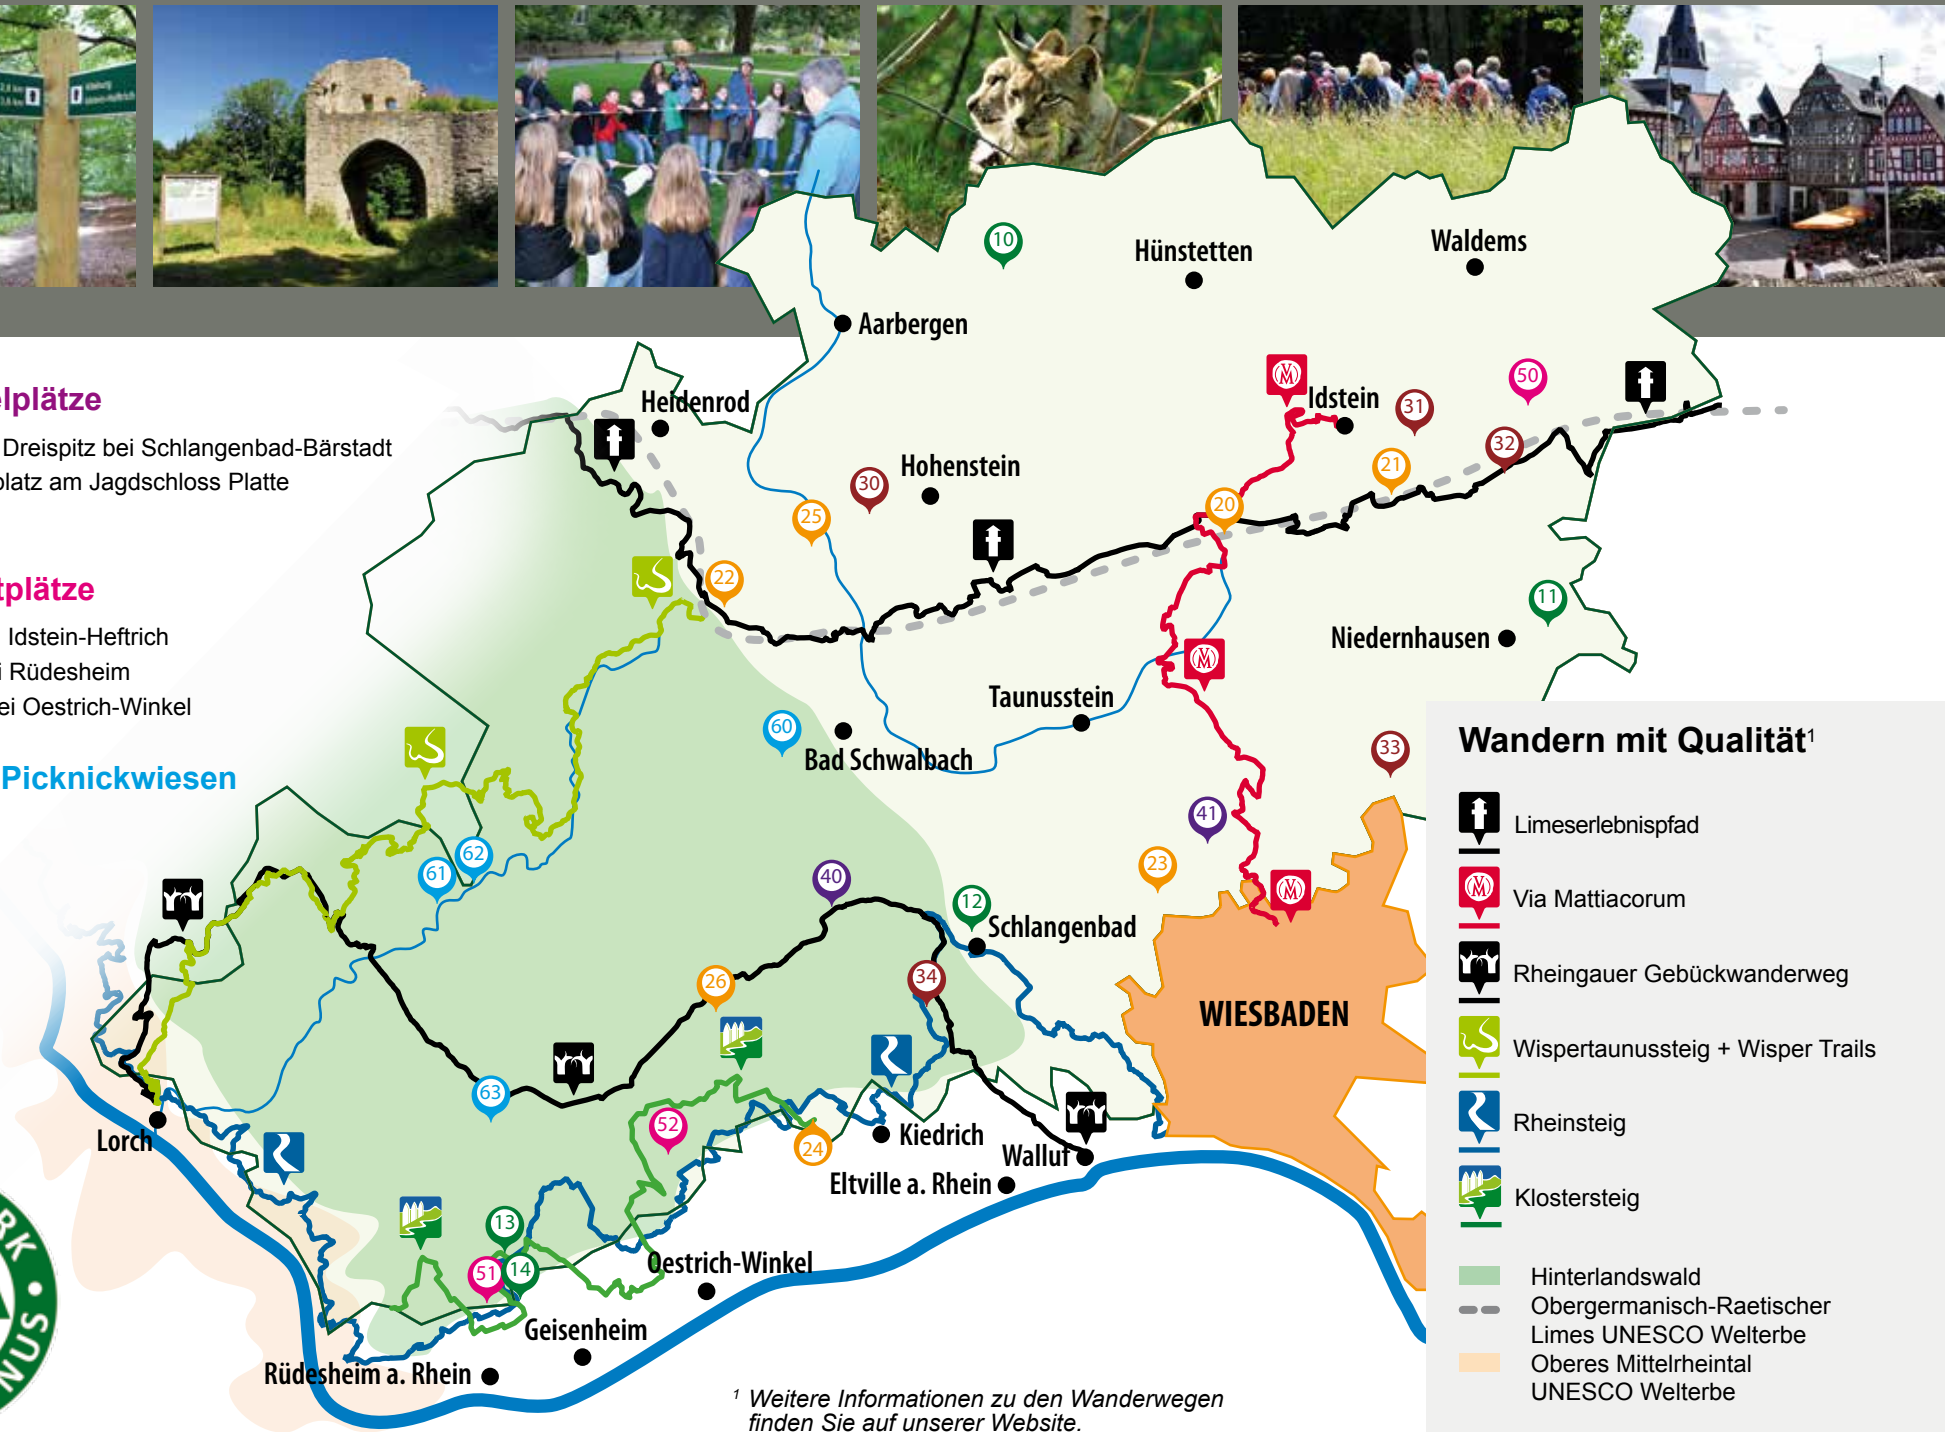 elplätze
Dreispitz bei Schlangenbad-Bärstadt
platz am Jagdschloss Platte
tplätze
Idstein-Heftrich
i Rüdesheim
ei Oestrich-Winkel
Picknickwiesen
10
Hünstetten
Waldems
Aarbergen
Heidenrod
Idstein
31
50
32
21
Hohenstein
30
25
20
22
11
Niedernhausen
Taunusstein
60
Bad Schwalbach
33
41
23
62
61
40
12
Schlangenbad
34
26
WIESBADEN
63
52
24
Kiedrich
Lorch
Walluf
Eltville a. Rhein
13
14
51
Oestrich-Winkel
Geisenheim
Rüdesheim a. Rhein
Wandern mit Qualität¹
Limeserlebnispfad
Via Mattiacorum
Rheingauer Gebückwanderweg
Wispertaunussteig + Wisper Trails
Rheinsteig
Klostersteig
Hinterlandswald
Obergermanisch-Raetischer
Limes UNESCO Welterbe
Oberes Mittelrheintal
UNESCO Welterbe
¹ Weitere Informationen zu den Wanderwegen
finden Sie auf unserer Website.